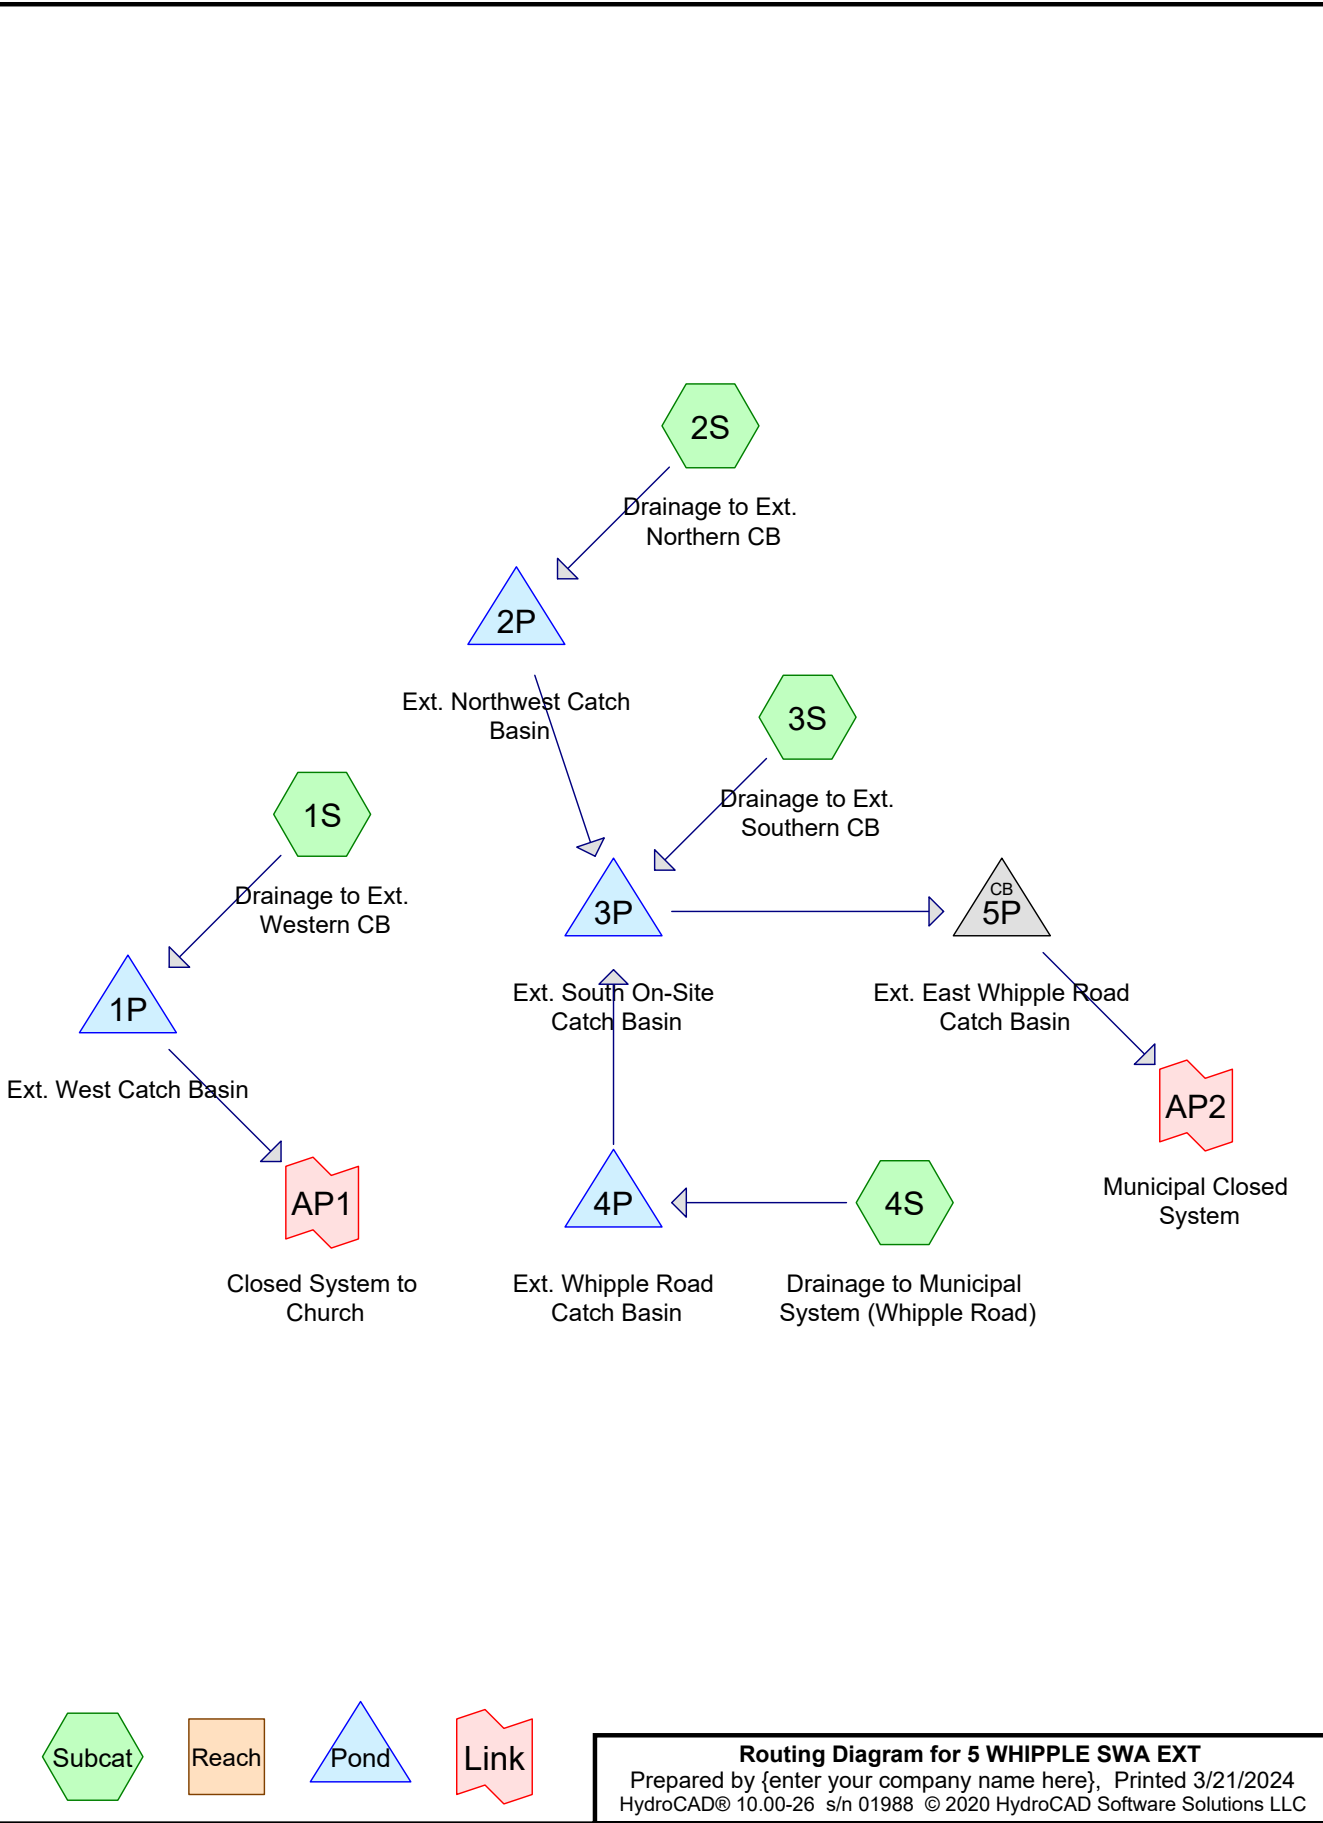 2S
Drainage to Ext.
Northern CB
2P
Ext. Northwest Catch
Basin
3S
Drainage to Ext.
Southern CB
1S
Drainage to Ext.
Western CB
3P
Ext. South On-Site
Catch Basin
CB
5P
Ext. East Whipple Road
Catch Basin
1P
Ext. West Catch Basin
AP2
Municipal Closed
System
AP1
Closed System to
Church
4P
Ext. Whipple Road
Catch Basin
4S
Drainage to Municipal
System (Whipple Road)
Subcat
Reach
Pond
Link
Routing Diagram for 5 WHIPPLE SWA EXT
Prepared by {enter your company name here}, Printed 3/21/2024
HydroCAD® 10.00-26 s/n 01988 © 2020 HydroCAD Software Solutions LLC